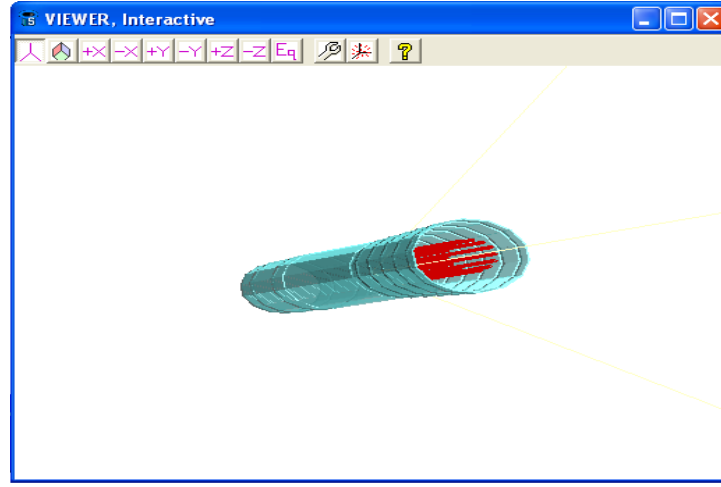 VIEWER, Interactive
+X -X +Y -Y +Z -Z Eq ?